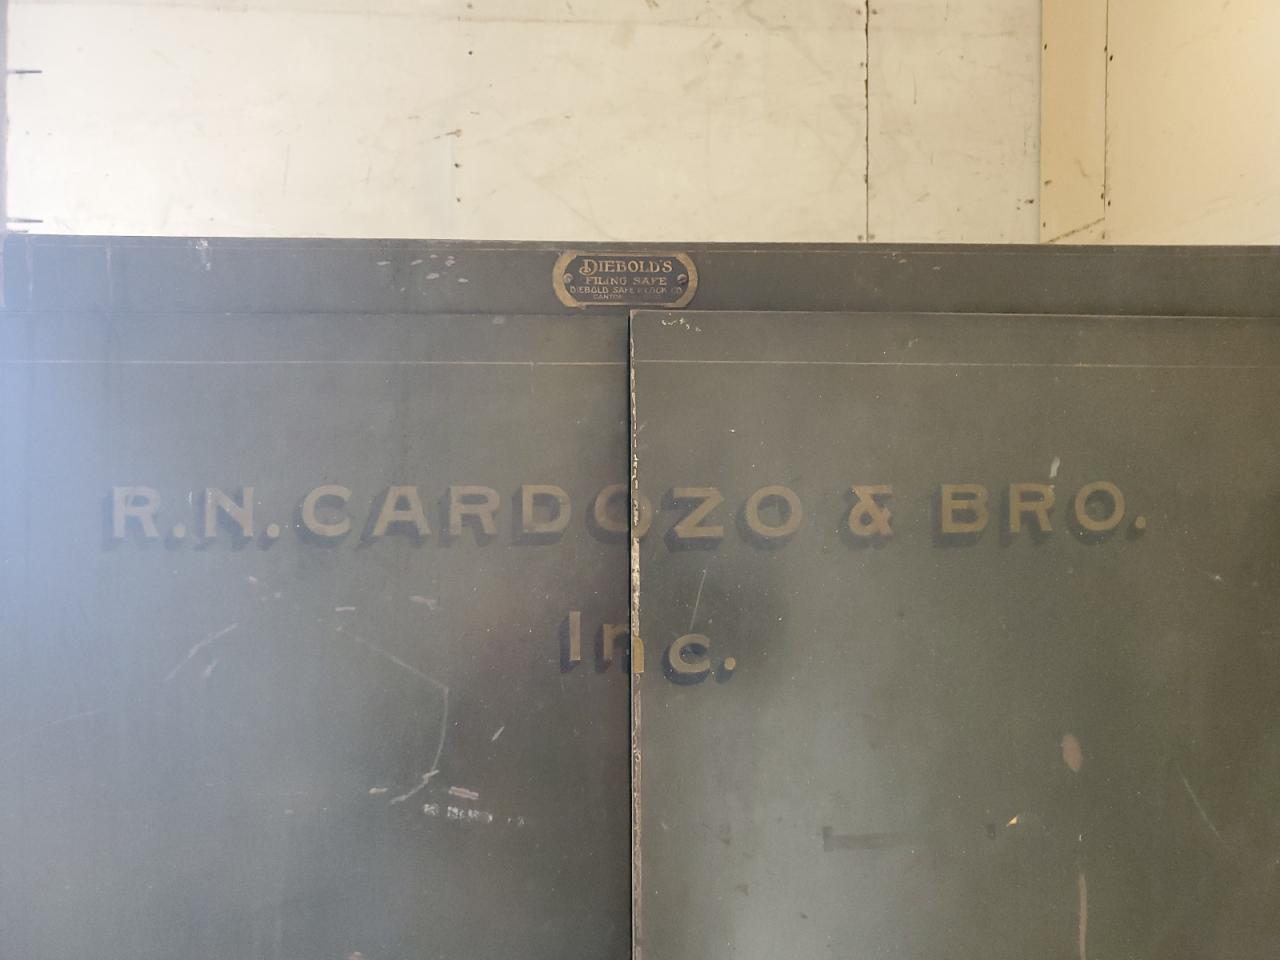 DIEBOLD'S
FILING SAFE
DIEBOLD SAFE & LOCK CO
CANTON
R.N. CARDOZO & BRO.
Inc.